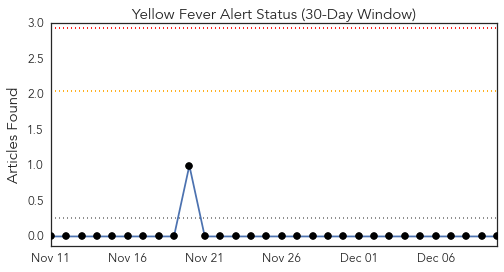 Yellow Fever Alert Status (30-Day Window)
3.0
2.5
2.0
1.5
1.0
0.5
0.0
Articles Found
Nov 11 Nov 16 Nov 21 Nov 26 Dec 01 Dec 06